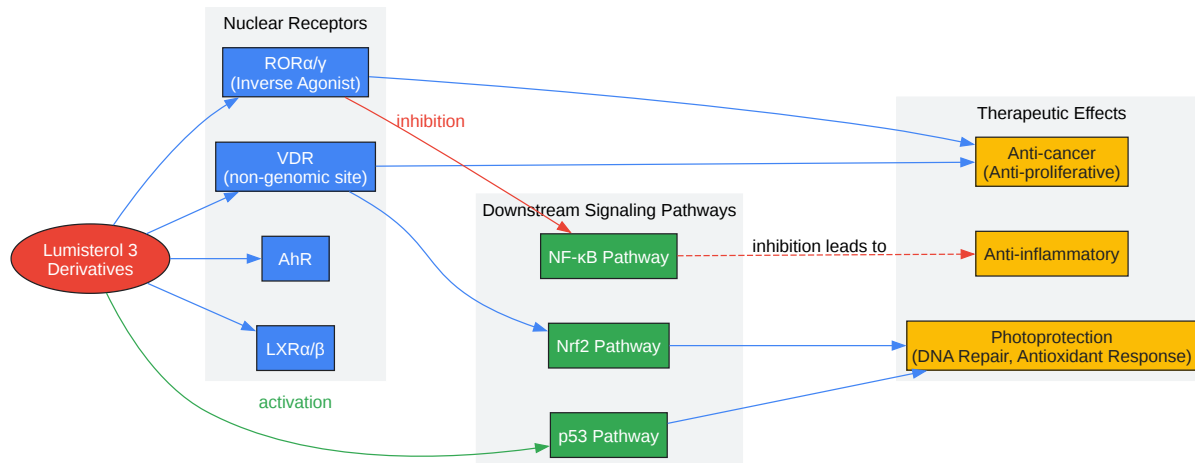 Nuclear Receptors
RORα/γ
(Inverse Agonist)
inhibition
VDR
(non-genomic site)
Lumisterol 3
Derivatives
AhR
LXRα/β
activation
Downstream Signaling Pathways
NF-κB Pathway
inhibition leads to
Nrf2 Pathway
p53 Pathway
Therapeutic Effects
Anti-cancer
(Anti-proliferative)
Anti-inflammatory
Photoprotection
(DNA Repair, Antioxidant Response)